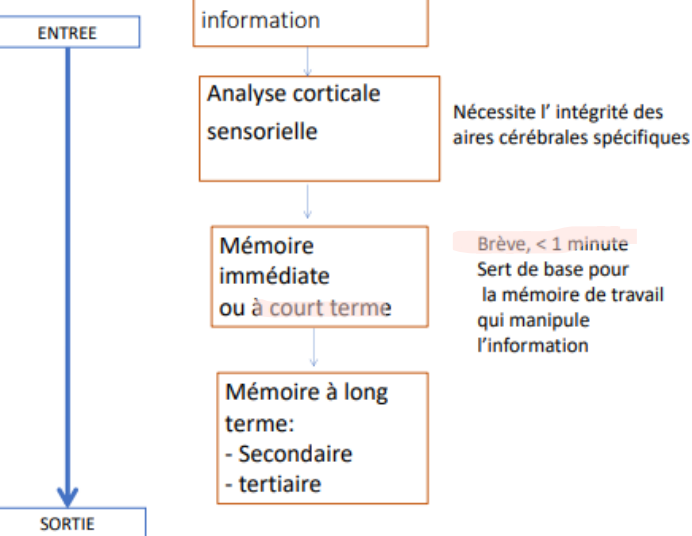 ENTREE
information
Analyse corticale
sensorielle
Nécessite l’ intégrité des
aires cérébrales spécifiques
Mémoire
immédiate
ou à court terme
Brève, < 1 minute
Sert de base pour
la mémoire de travail
qui manipule
l’information
Mémoire à long
terme:
- Secondaire
- tertiaire
SORTIE